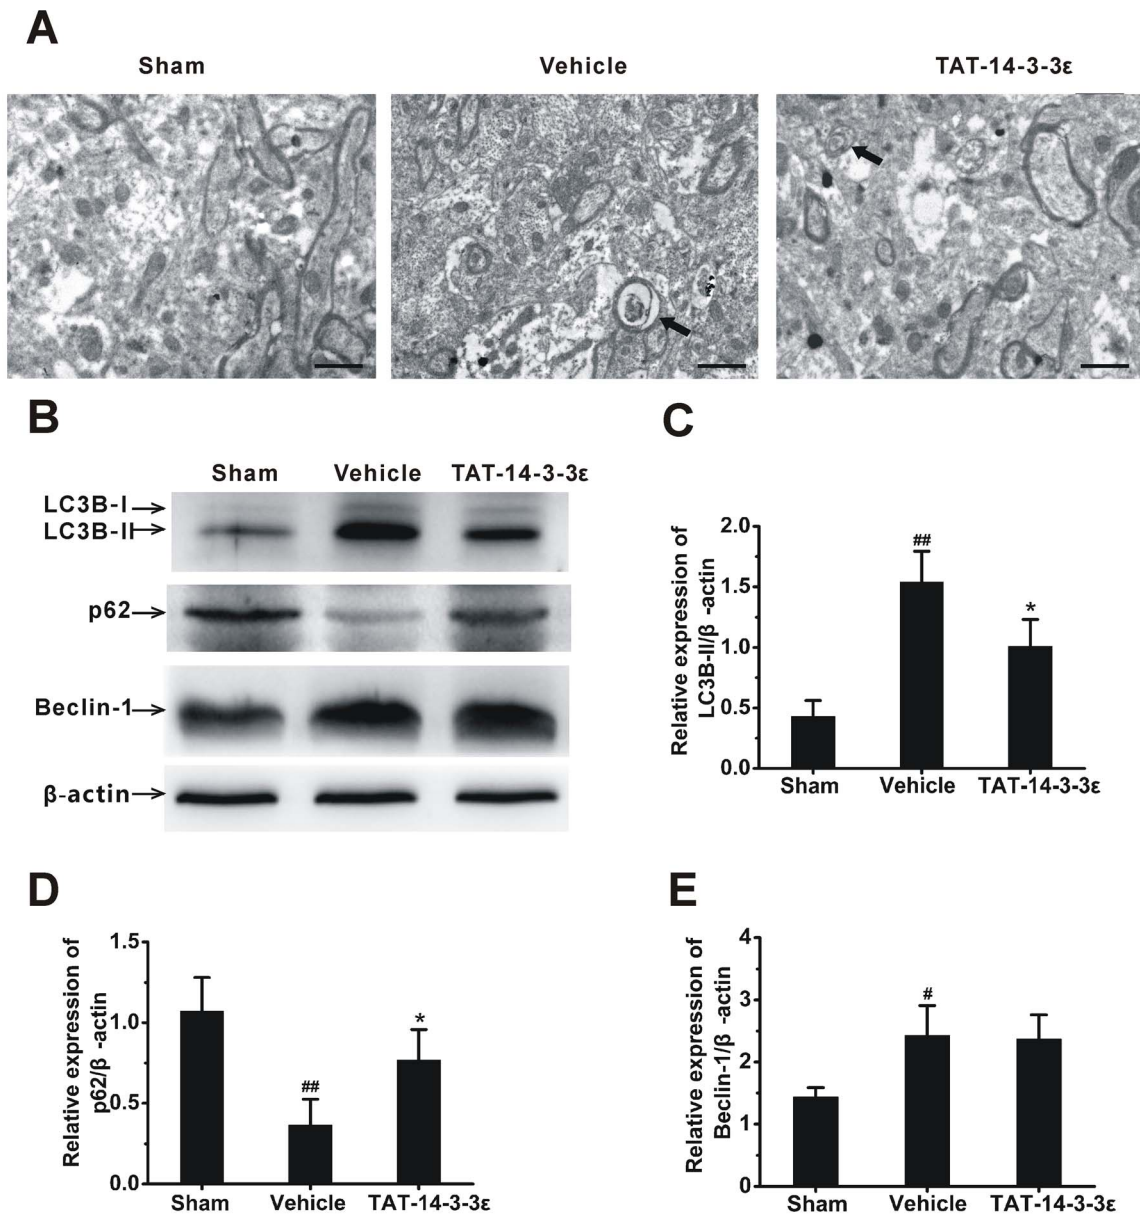 A
Sham
Vehicle
TAT-14-3-3ε
B
Sham
Vehicle
TAT-14-3-3ε
LC3B-I
LC3B-II
p62
Beclin-1
β-actin
C
Relative expression of
LC3B-II/β -actin
2.0
1.5
1.0
0.5
0.0
##
*
Sham
Vehicle
TAT-14-3-3ε
D
Relative expression of
p62/β -actin
1.5
1.0
0.5
0.0
##
*
Sham
Vehicle
TAT-14-3-3ε
E
Relative expression of
Beclin-1/β -actin
4
3
2
1
0
#
Sham
Vehicle
TAT-14-3-3ε